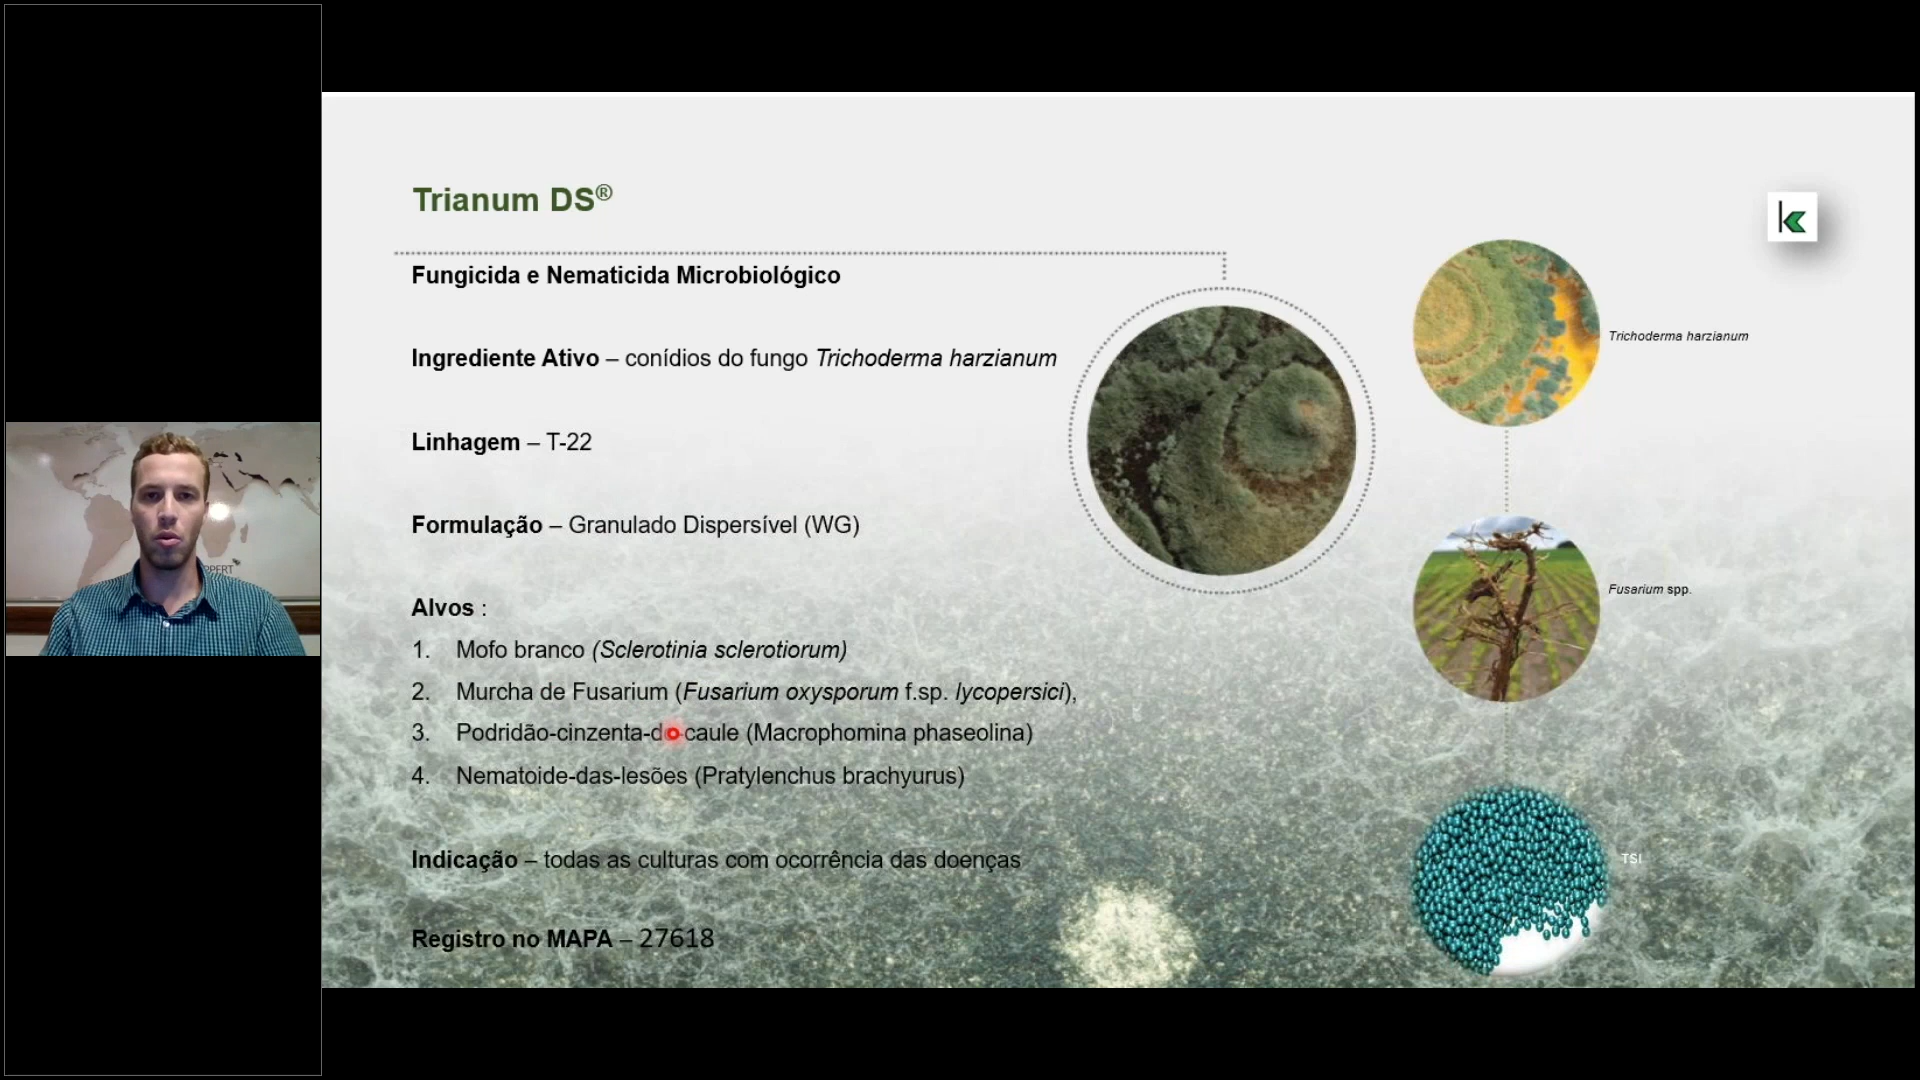 Trianum DS®
Fungicida e Nematicida Microbiológico
Ingrediente Ativo – conídios do fungo Trichoderma harzianum
Linhagem – T-22
Formulação – Granulado Dispersível (WG)
Alvos :
1. Mofo branco (Sclerotinia sclerotiorum)
2. Murcha de Fusarium (Fusarium oxysporum f.sp. lycopersici),
3. Podridão-cinzenta-do-caule (Macrophomina phaseolina)
4. Nematoide-das-lesões (Pratylenchus brachyurus)
Indicação – todas as culturas com ocorrência das doenças
Registro no MAPA – 27618
Trichoderma harzianum
Fusarium spp.
TSI